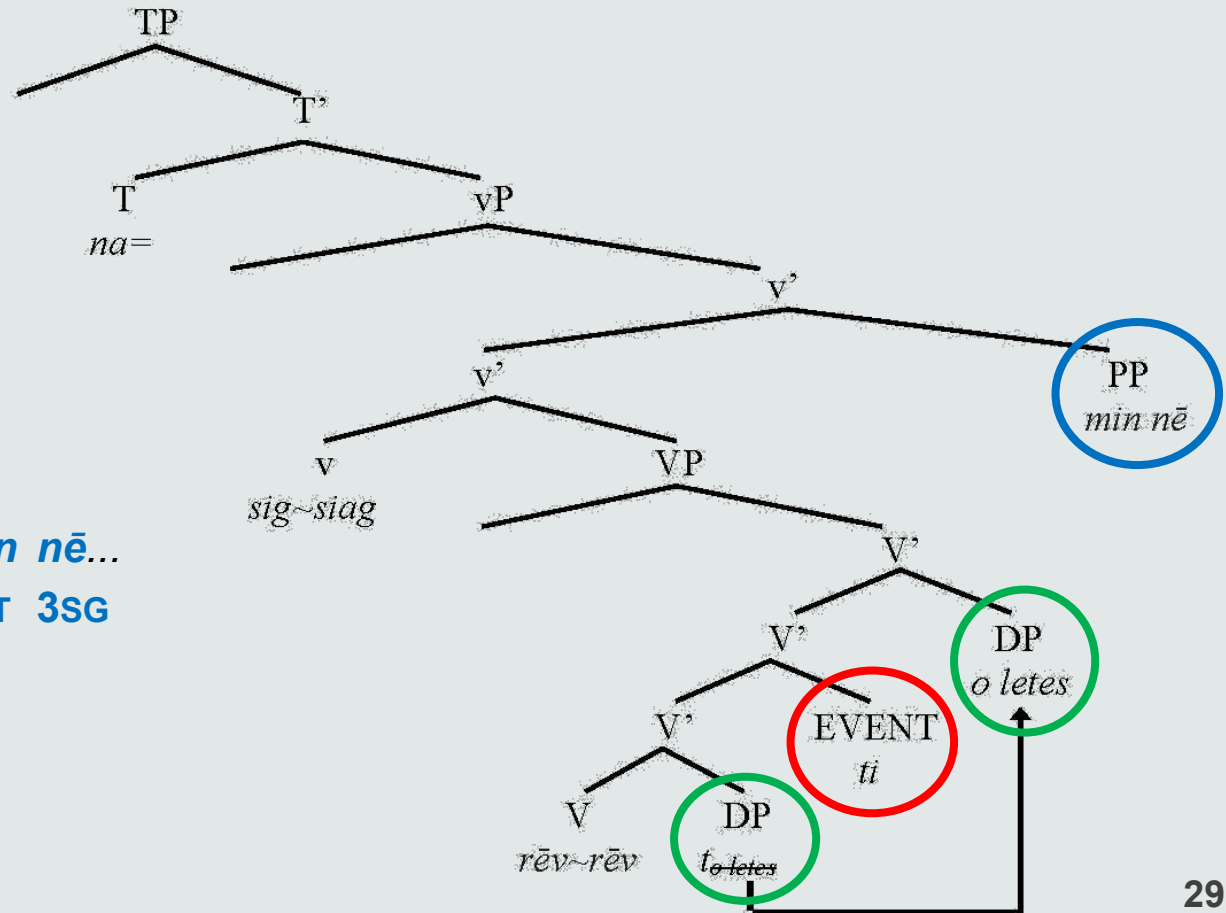 TP
T’
T vP
na=
v’
v’ PP
min nē
v VP
sig~siag
n nē...
V’
T 3SG
V’ DP
o letes
V’ EVENT
ti
V DP
rēv~rēv t o letes
29